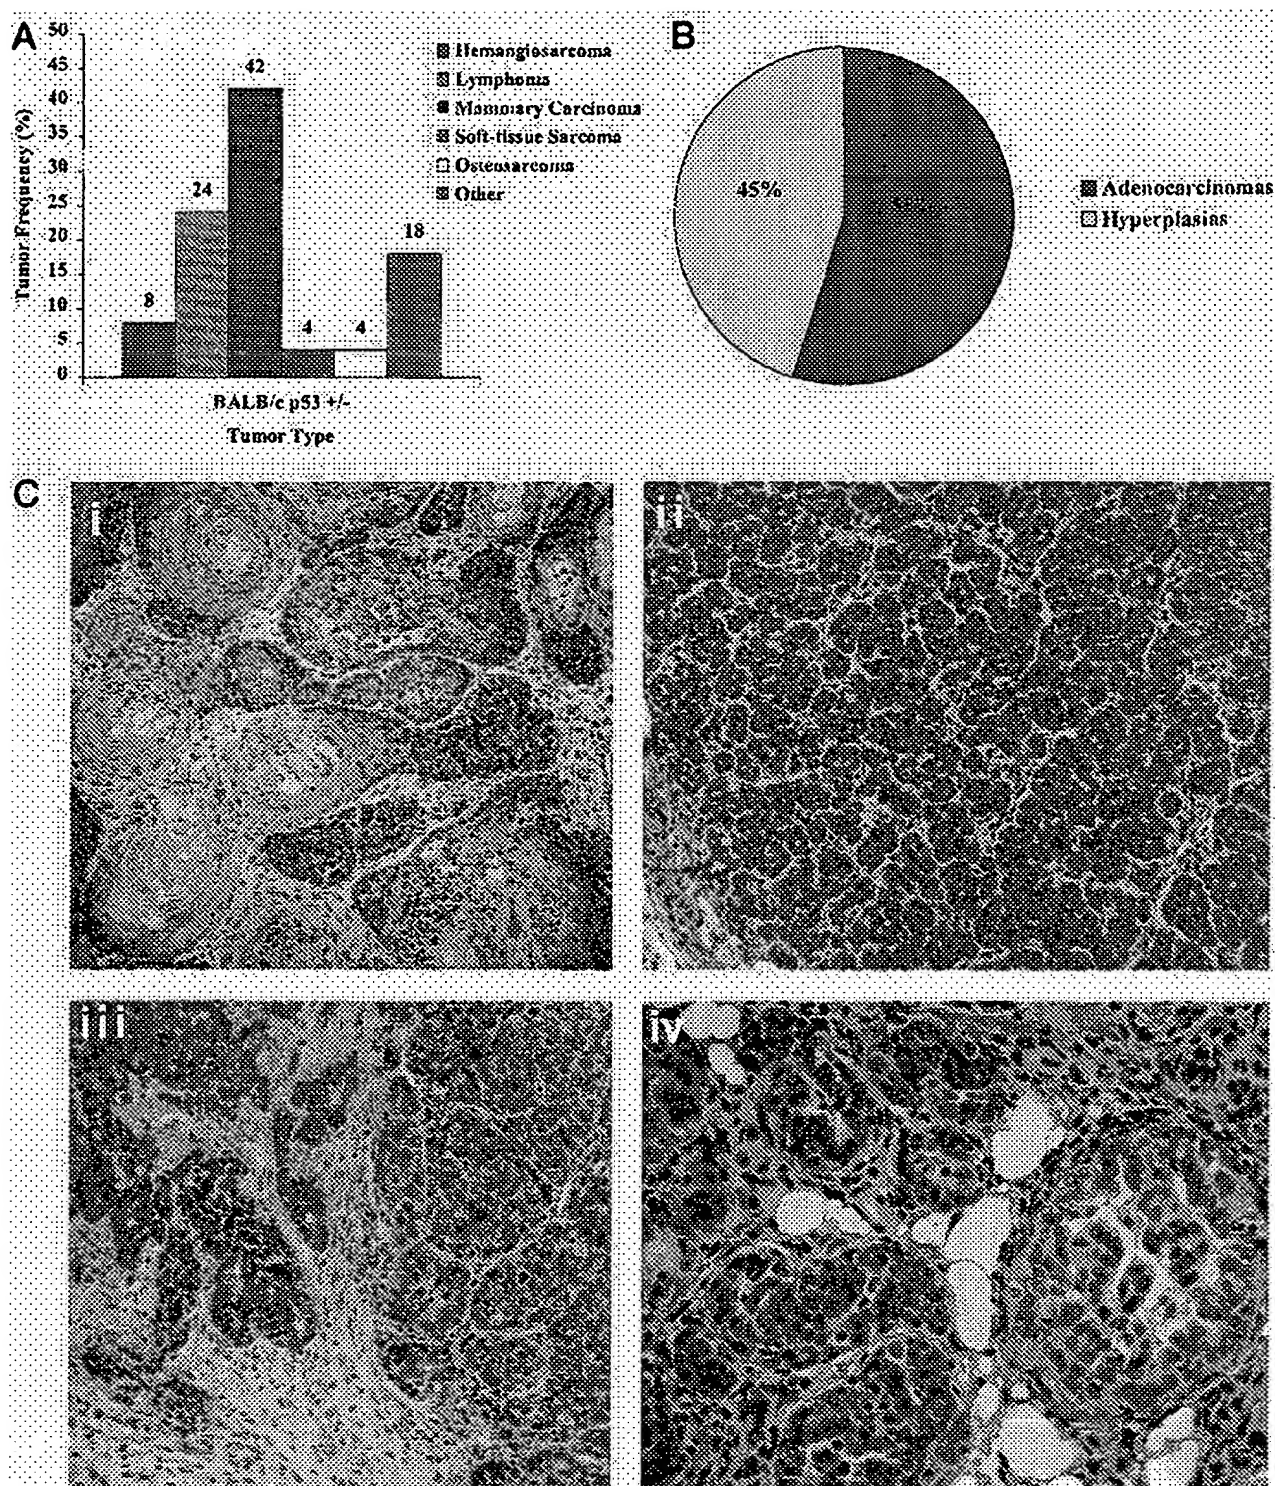 A
50
45
40
35
30
25
20
15
10
5
0
Tumor Frequency (%)
8
24
42
4
4
18
BALB/c p53 +/-
Tumor Type
Hemangiosarcoma
Lymphoma
Mammary Carcinoma
Soft-tissue Sarcoma
Osteosarcoma
Other
B
45%
Adenocarcinomas
Hyperplasias
C
i
ii
iii
iv